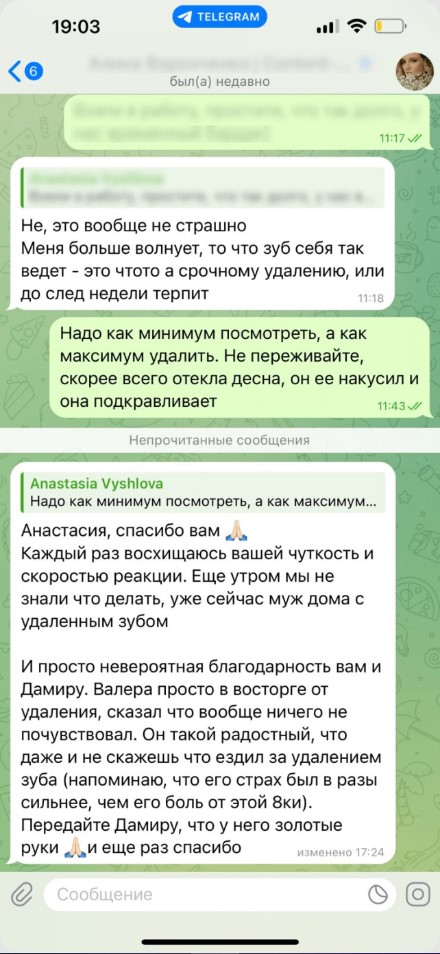 19:03
TELEGRAM
6
был(а) недавно
11:17
Не, это вообще не страшно
Меня больше волнует, то что зуб себя так
ведет - это чтото а срочному удалению, или
до след недели терпит
11:18
Надо как минимум посмотреть, а как
максимум удалить. Не переживайте,
скорее всего отекла десна, он ее накусил и
она подкравливает
11:43
Непрочитанные сообщения
Anastasia Vyshlova
Надо как минимум посмотреть, а как максимум...
Анастасия, спасибо вам 🙏🏻
Каждый раз восхищаюсь вашей чуткость и
скоростью реакции. Еще утром мы не
знали что делать, уже сейчас муж дома с
удаленным зубом
И просто невероятная благодарность вам и
Дамиру. Валера просто в восторге от
удаления, сказал что вообще ничего не
почувствовал. Он такой радостный, что
даже и не скажешь что ездил за удалением
зуба (напоминаю, что его страх был в разы
сильнее, чем его боль от этой 8ки).
Передайте Дамиру, что у него золотые
руки 🙏🏻и еще раз спасибо
изменено 17:24
Сообщение